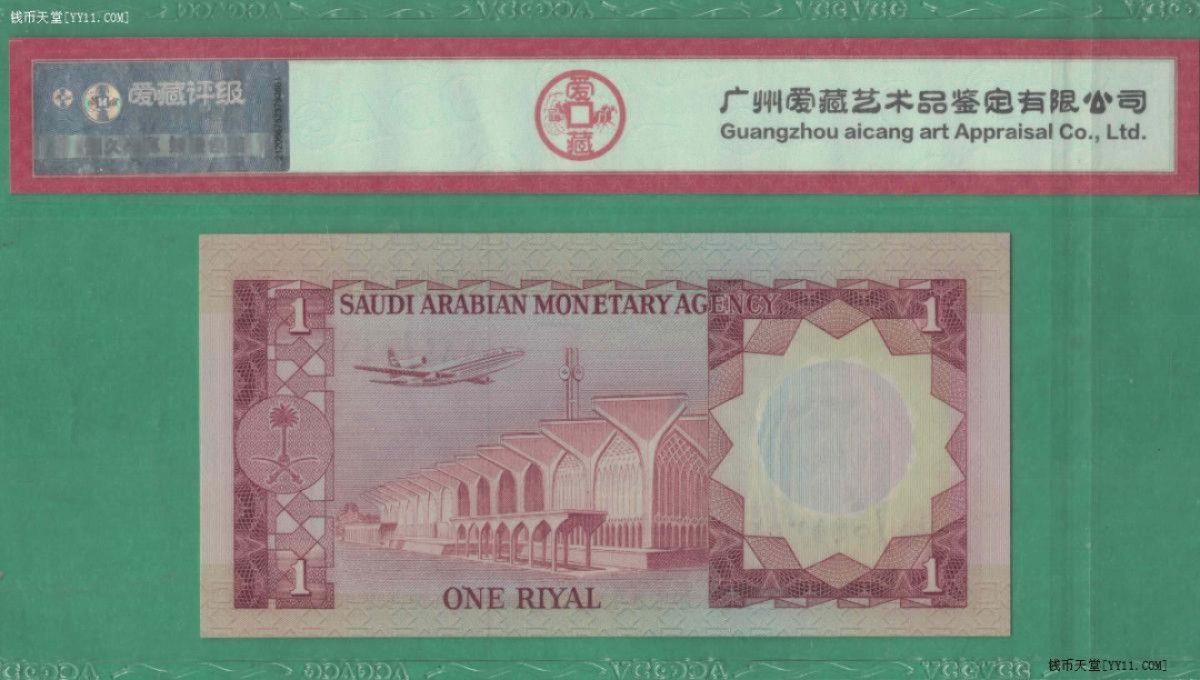 钱币天堂[YY11.COM]
爱藏评级
爱
藏
广州爱藏艺术品鉴定有限公司
Guangzhou aicang art Appraisal Co., Ltd.
1
SAUDI ARABIAN MONETARY AGENCY
1
1
ONE RIYAL
1
钱币天堂[YY11.COM]